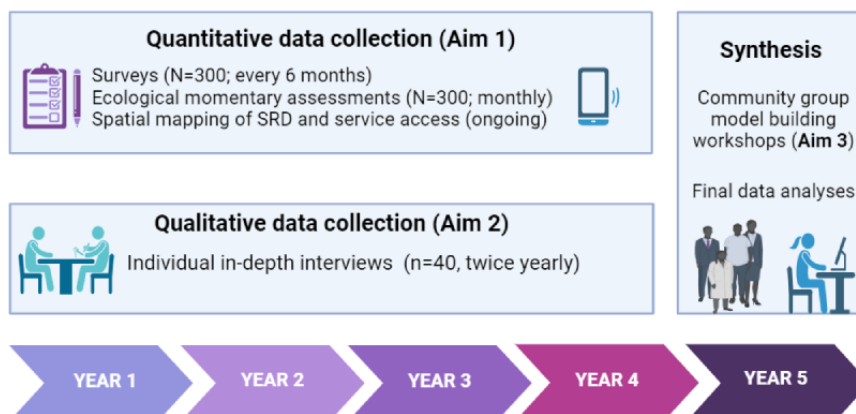 Quantitative data collection (Aim 1)
Surveys (N=300; every 6 months)
Ecological momentary assessments (N=300; monthly)
Spatial mapping of SRD and service access (ongoing)
Qualitative data collection (Aim 2)
Individual in-depth interviews (n=40, twice yearly)
Synthesis
Community group
model building
workshops (Aim 3)
Final data analyses
YEAR 1
YEAR 2
YEAR 3
YEAR 4
YEAR 5